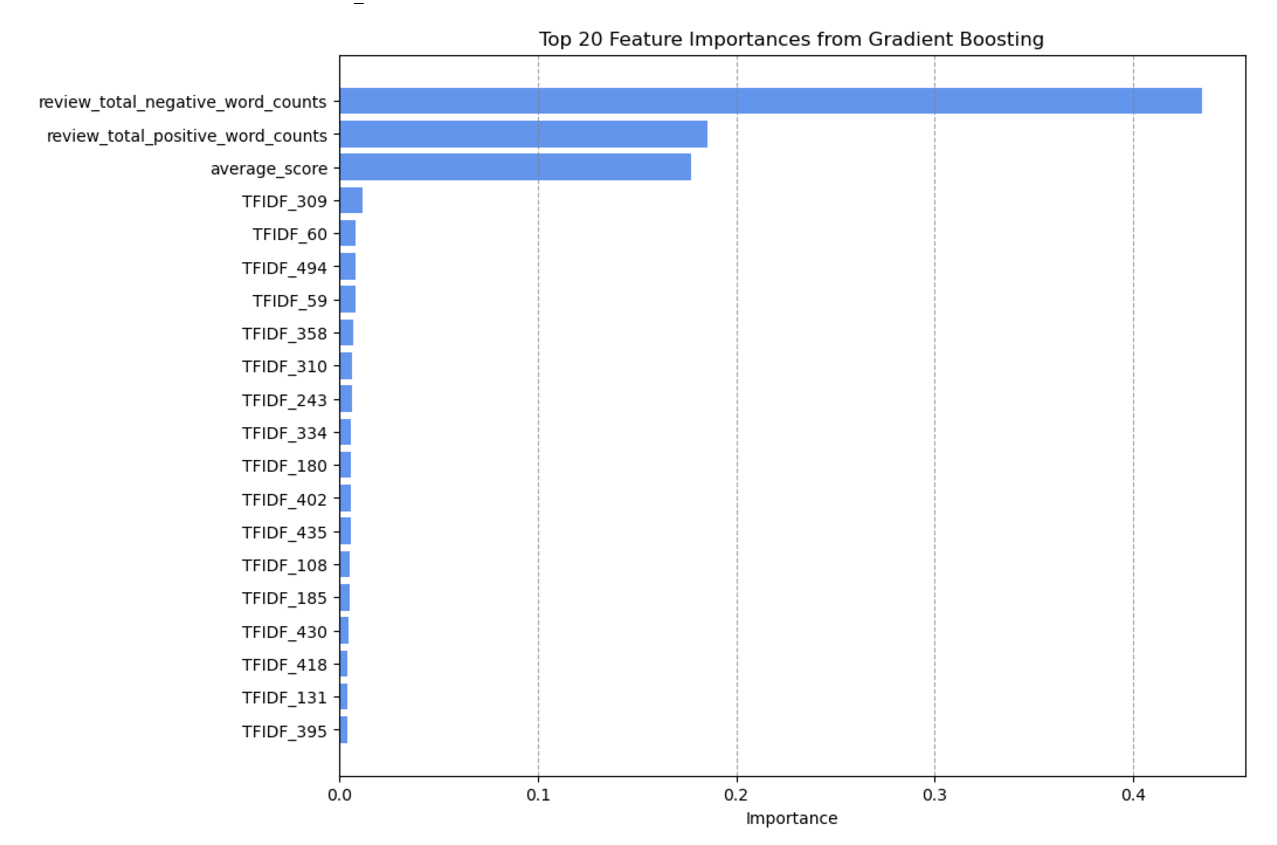 Top 20 Feature Importances from Gradient Boosting
review_total_negative_word_counts
review_total_positive_word_counts
average_score
TFIDF_309
TFIDF_60
TFIDF_494
TFIDF_59
TFIDF_358
TFIDF_310
TFIDF_243
TFIDF_334
TFIDF_180
TFIDF_402
TFIDF_435
TFIDF_108
TFIDF_185
TFIDF_430
TFIDF_418
TFIDF_131
TFIDF_395
0.0 0.1 0.2 0.3 0.4
Importance